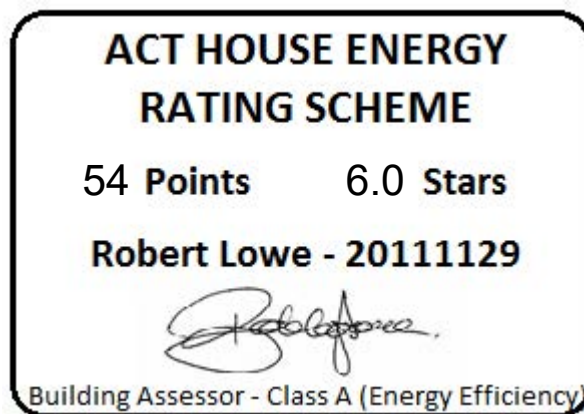 ACT HOUSE ENERGY
RATING SCHEME
54 Points 6.0 Stars
Robert Lowe - 20111129
Building Assessor - Class A (Energy Efficiency)